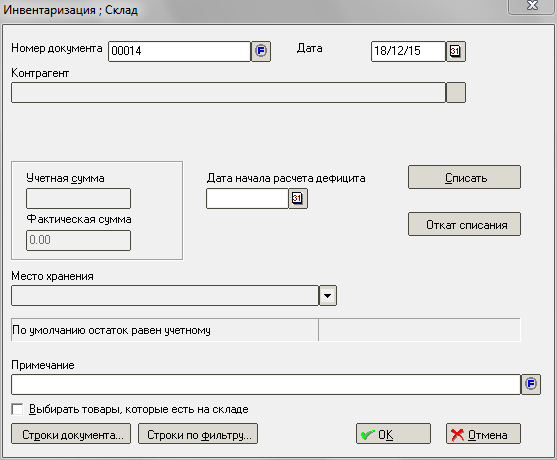 Инвентаризация ; Склад
Номер документа 00014 Дата 18/12/15 31
Контрагент
Учетная сумма Дата начала расчета дефицита Списать
31
Фактическая сумма Откат списания
0.00
Место хранения
По умолчанию остаток равен учетному
Примечание
Выбирать товары, которые есть на складе
Строки документа... Строки по фильтру... OK Отмена